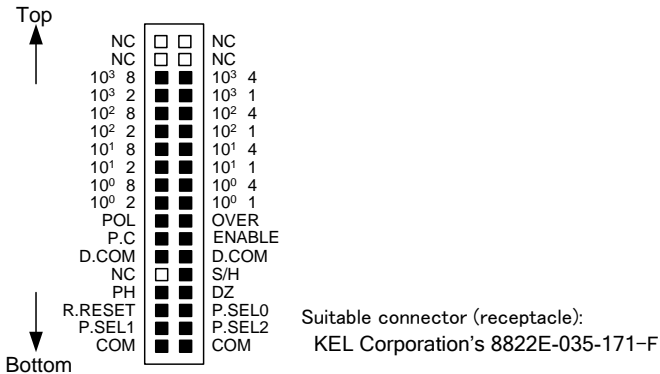 Top
NC NC
NC NC
10³ 8 10³ 4
10³ 2 10³ 1
10² 8 10² 4
10² 2 10² 1
10¹ 8 10¹ 4
10¹ 2 10¹ 1
10⁰ 8 10⁰ 4
10⁰ 2 10⁰ 1
POL OVER
P.C ENABLE
D.COM D.COM
NC S/H
PH DZ
R.RESET P.SEL0
P.SEL1 P.SEL2
COM COM
Bottom
Suitable connector (receptacle):
KEL Corporation's 8822E-035-171-F